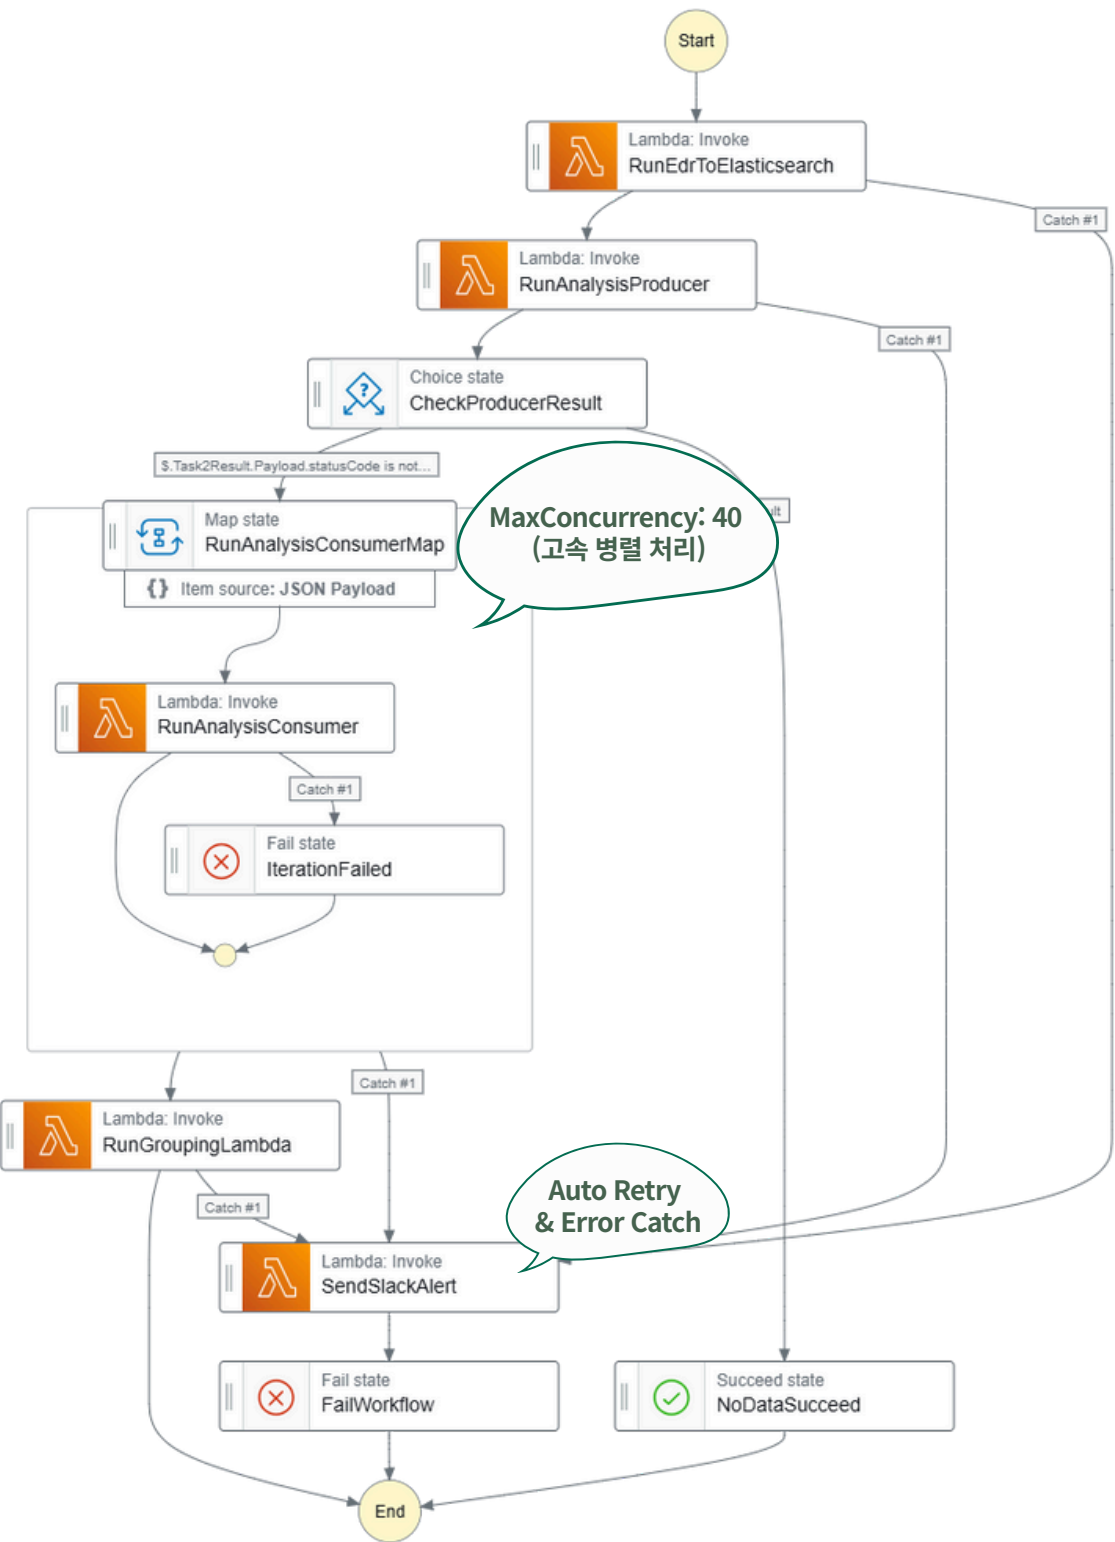 Start
Lambda: Invoke
RunEdrToElasticsearch
Catch #1
Lambda: Invoke
RunAnalysisProducer
Catch #1
Choice state
CheckProducerResult
$.Task2Result.Payload.statusCode is not...
MaxConcurrency: 40
(고속 병렬 처리)
Map state
RunAnalysisConsumerMap
{} Item source: JSON Payload
Lambda: Invoke
RunAnalysisConsumer
Catch #1
Fail state
IterationFailed
Catch #1
Lambda: Invoke
RunGroupingLambda
Catch #1
Auto Retry
& Error Catch
Lambda: Invoke
SendSlackAlert
Fail state
FailWorkflow
Succeed state
NoDataSucceed
End